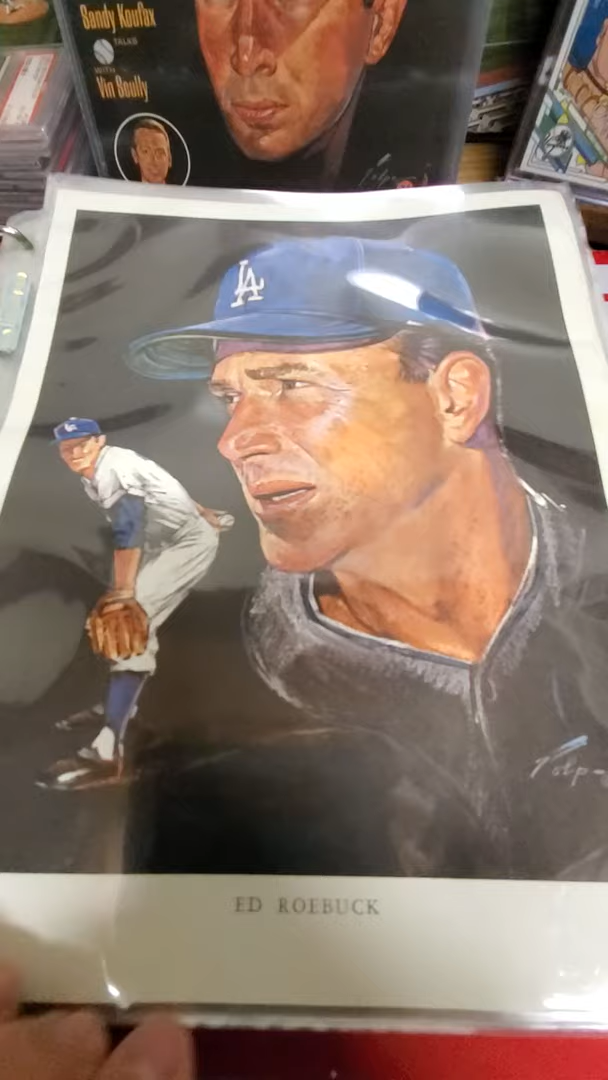 Sandy Koufax
TALKS
WITH
Vin Scully
LA
LA
ED ROEBUCK